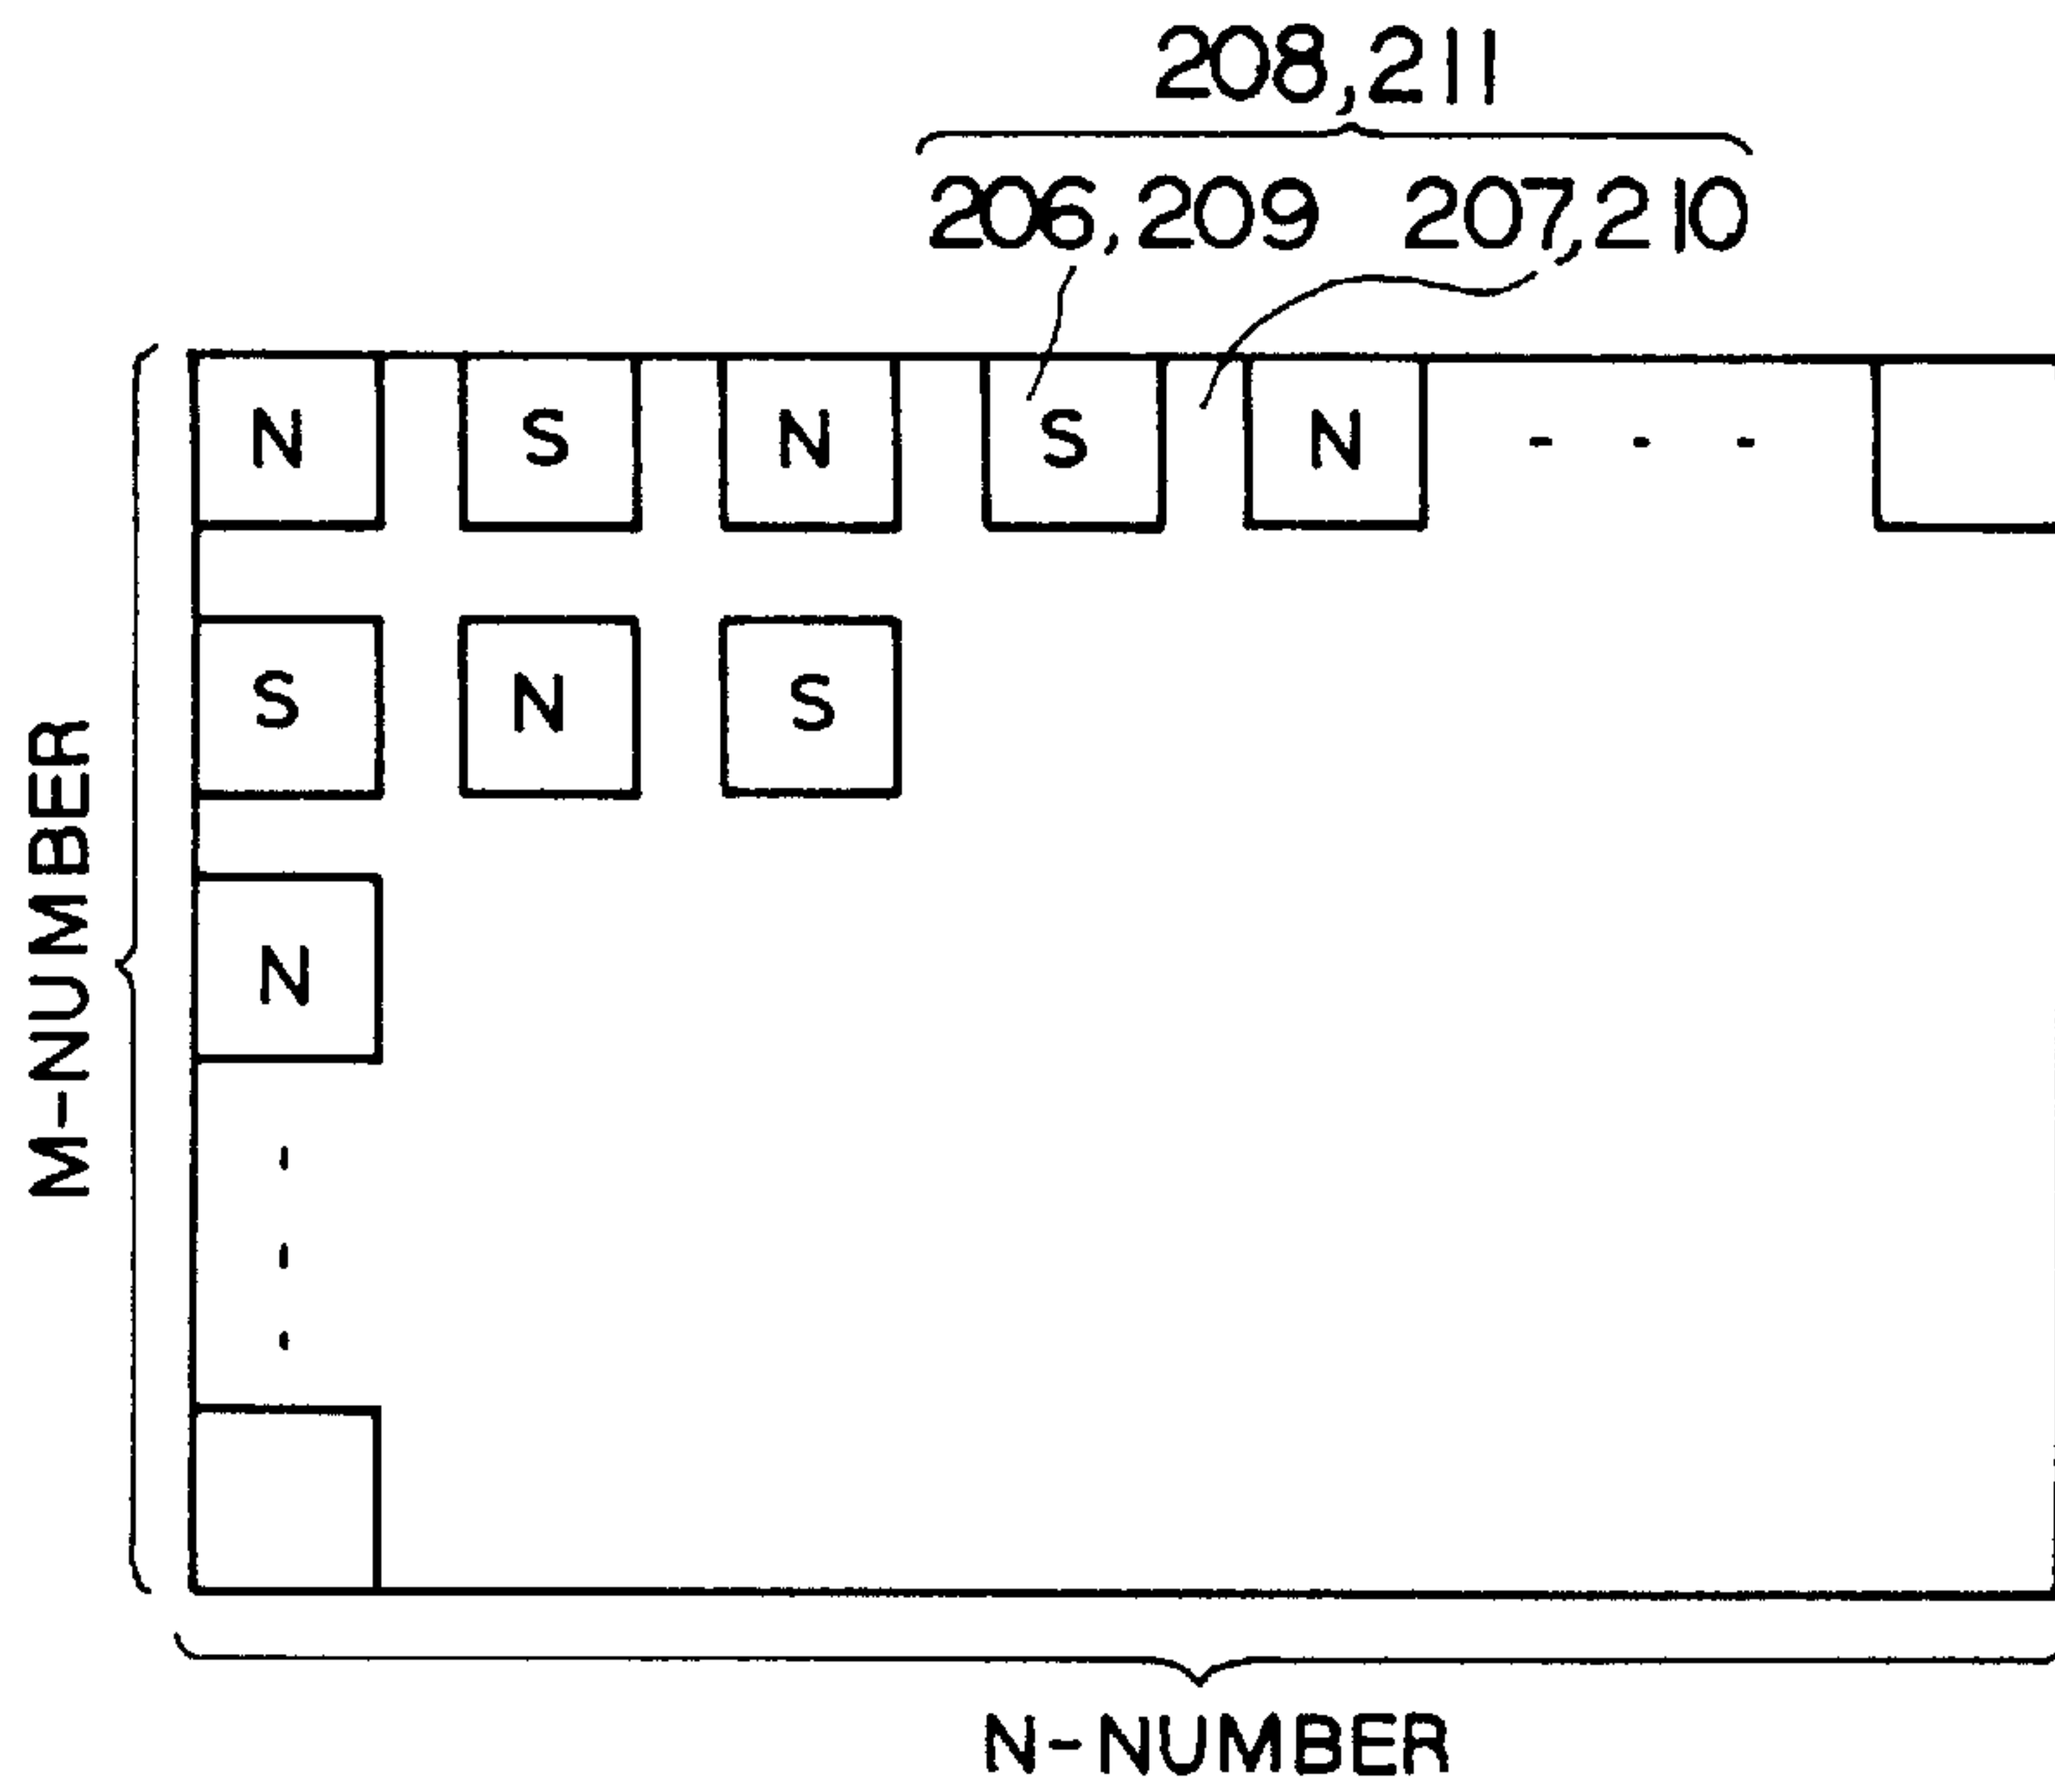 208,211
206,209 207,210
N S N S N - - -
S N S
N
M-NUMBER
N-NUMBER